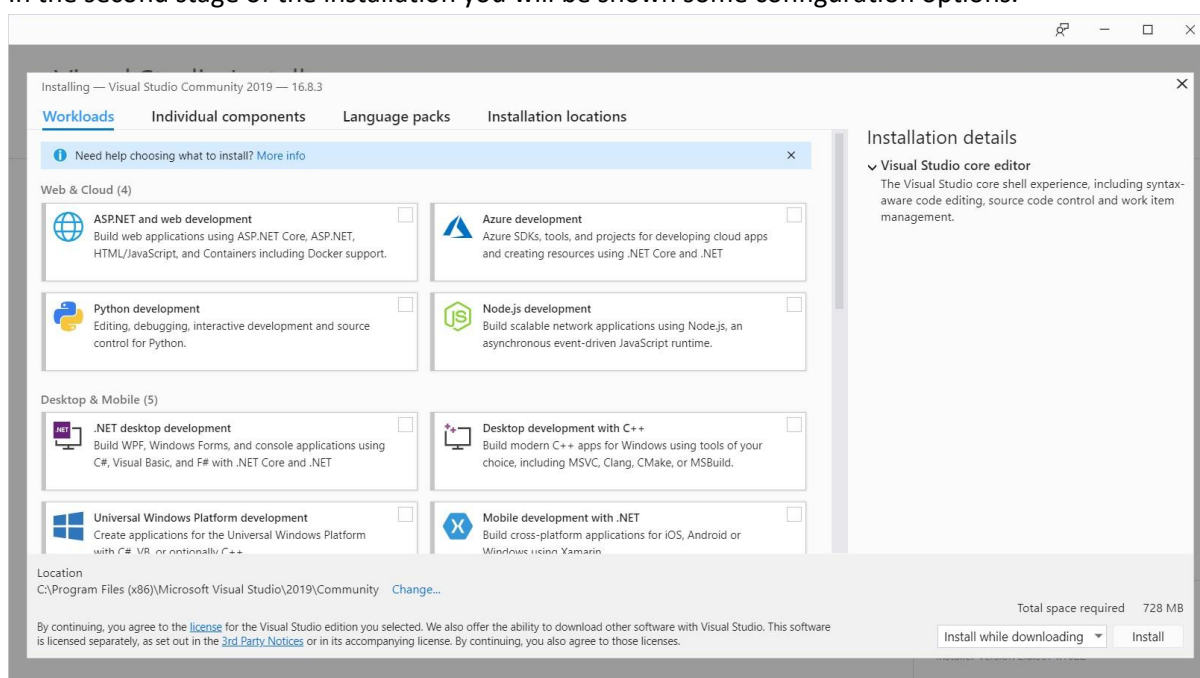 In the second stage of the installation you will be shown some configuration options.
Installing — Visual Studio Community 2019 — 16.8.3
Workloads Individual components Language packs Installation locations
Need help choosing what to install? More info
Web & Cloud (4)
ASP.NET and web development
Build web applications using ASP.NET Core, ASP.NET,
HTML/JavaScript, and Containers including Docker support.
Azure development
Azure SDKs, tools, and projects for developing cloud apps
and creating resources using .NET Core and .NET
Python development
Editing, debugging, interactive development and source
control for Python.
Node.js development
Build scalable network applications using Node.js, an
asynchronous event-driven JavaScript runtime.
Desktop & Mobile (5)
.NET
.NET desktop development
Build WPF, Windows Forms, and console applications using
C#, Visual Basic, and F# with .NET Core and .NET
Desktop development with C++
Build modern C++ apps for Windows using tools of your
choice, including MSVC, Clang, CMake, or MSBuild.
Universal Windows Platform development
Create applications for the Universal Windows Platform
with C#, VB, or optionally C++
Mobile development with .NET
Build cross-platform applications for iOS, Android or
Windows using Xamarin
Installation details
Visual Studio core editor
The Visual Studio core shell experience, including syntax-
aware code editing, source code control and work item
management.
Location
C:\Program Files (x86)\Microsoft Visual Studio\2019\Community Change...
By continuing, you agree to the license for the Visual Studio edition you selected. We also offer the ability to download other software with Visual Studio. This software
is licensed separately, as set out in the 3rd Party Notices or in its accompanying license. By continuing, you also agree to those licenses.
Total space required 728 MB
Install while downloading Install